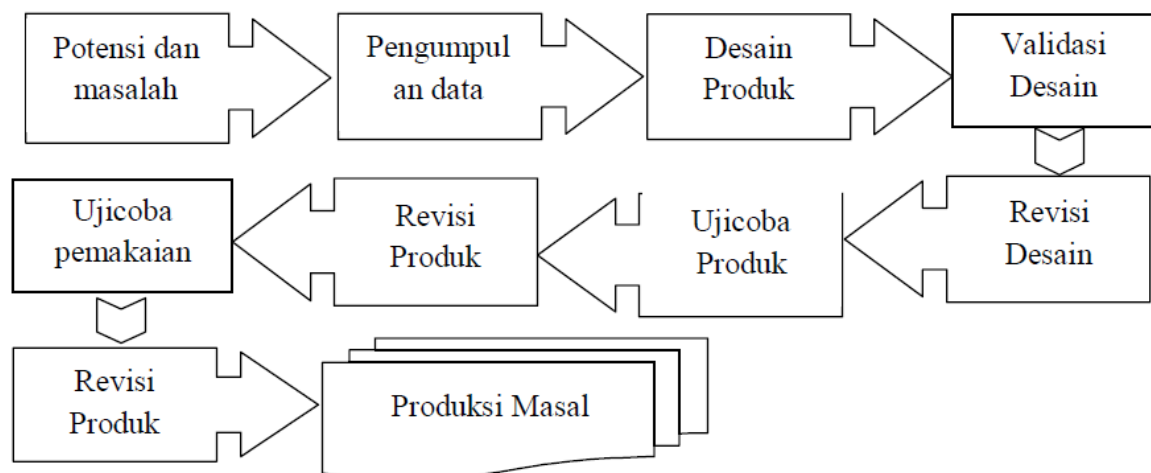 Potensi dan
masalah
Pengumpul
an data
Desain
Produk
Validasi
Desain
Revisi
Desain
Ujicoba
Produk
Revisi
Produk
Ujicoba
pemakaian
Revisi
Produk
Produksi Masal